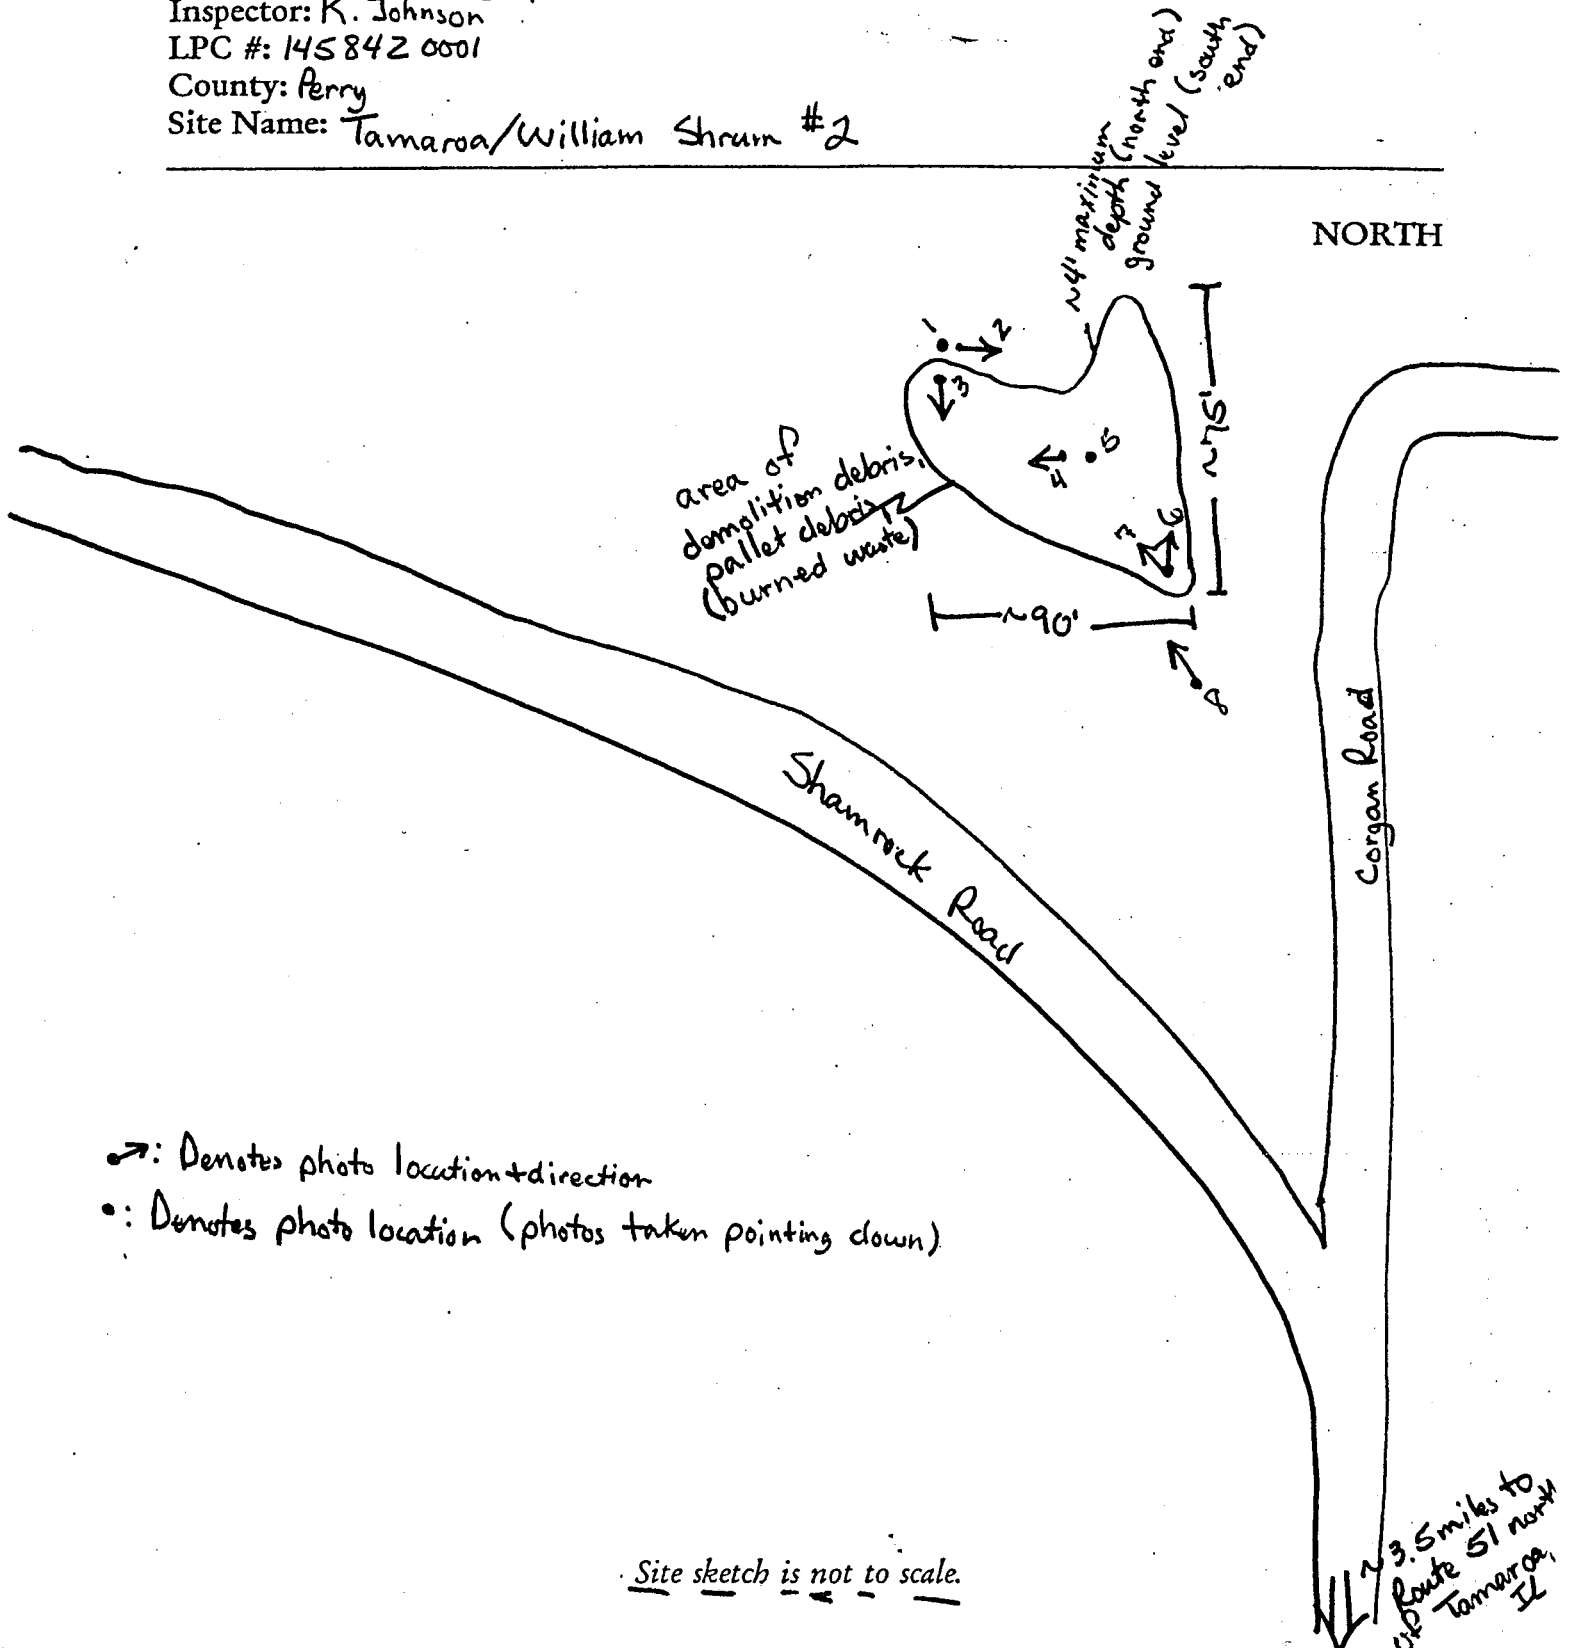 Inspector: K. Johnson
LPC #: 1458420001
County: Perry
Site Name: Tamaroa/William Shrum #2
~4' maximum
depth (north end)
ground level (south
end)
NORTH
1
2
3
~75'
area of
demolition debris,
pallet debris,
(burned waste)
4
5
6
7
~90'
8
Shamrock Road
Corgan Road
: Denotes photo location+direction
: Denotes photo location (photos taken pointing down)
~3.5 miles to
Route 51 north
of Tamaroa,
IL
Site sketch is not to scale.